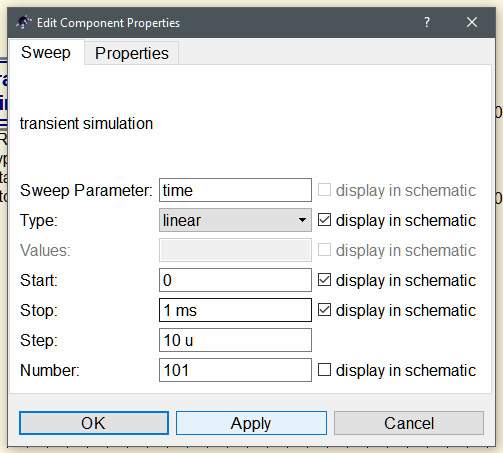 Edit Component Properties ?
Sweep Properties
transient simulation
Sweep Parameter: time display in schematic
Type: linear display in schematic
Values: display in schematic
Start: 0 display in schematic
Stop: 1 ms display in schematic
Step: 10 u
Number: 101 display in schematic
OK Apply Cancel